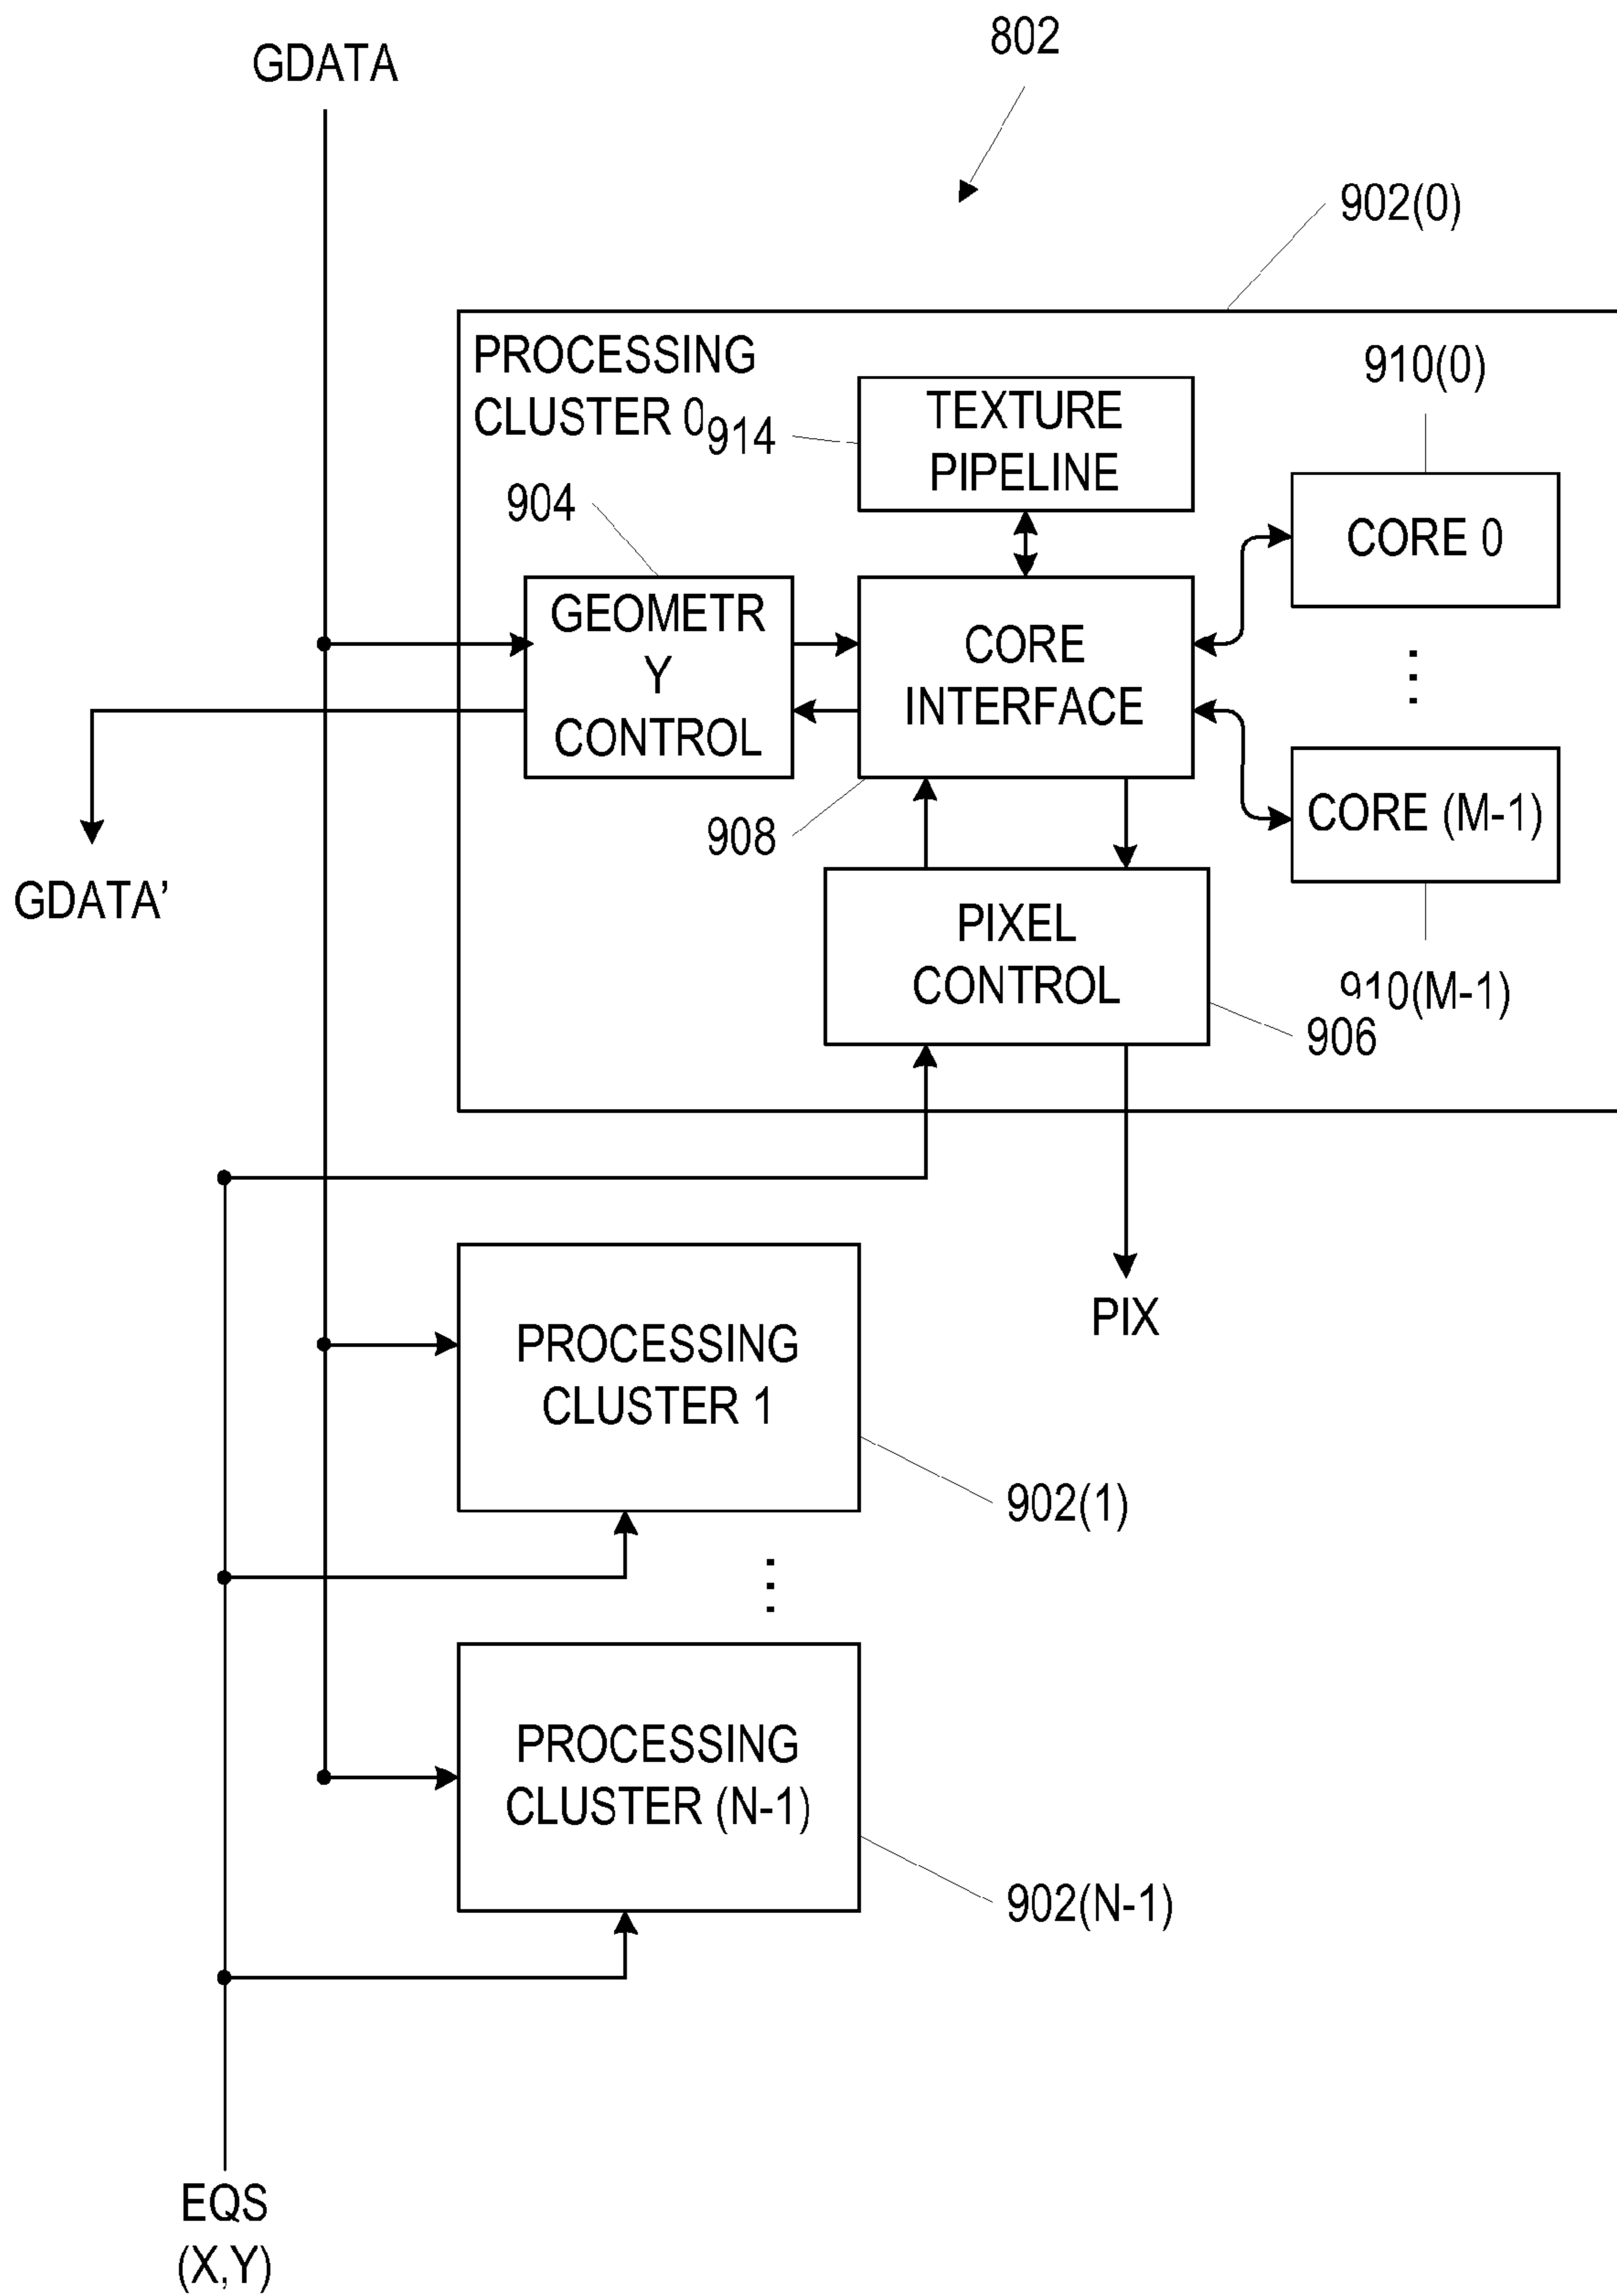 802
GDATA
902(0)
PROCESSING
CLUSTER 0
910(0)
914
TEXTURE
PIPELINE
904
CORE 0
GEOMETR
Y
CONTROL
CORE
INTERFACE
908
CORE (M-1)
GDATA'
PIXEL
CONTROL
910(M-1)
906
PIX
PROCESSING
CLUSTER 1
902(1)
PROCESSING
CLUSTER (N-1)
902(N-1)
EQS
(X,Y)